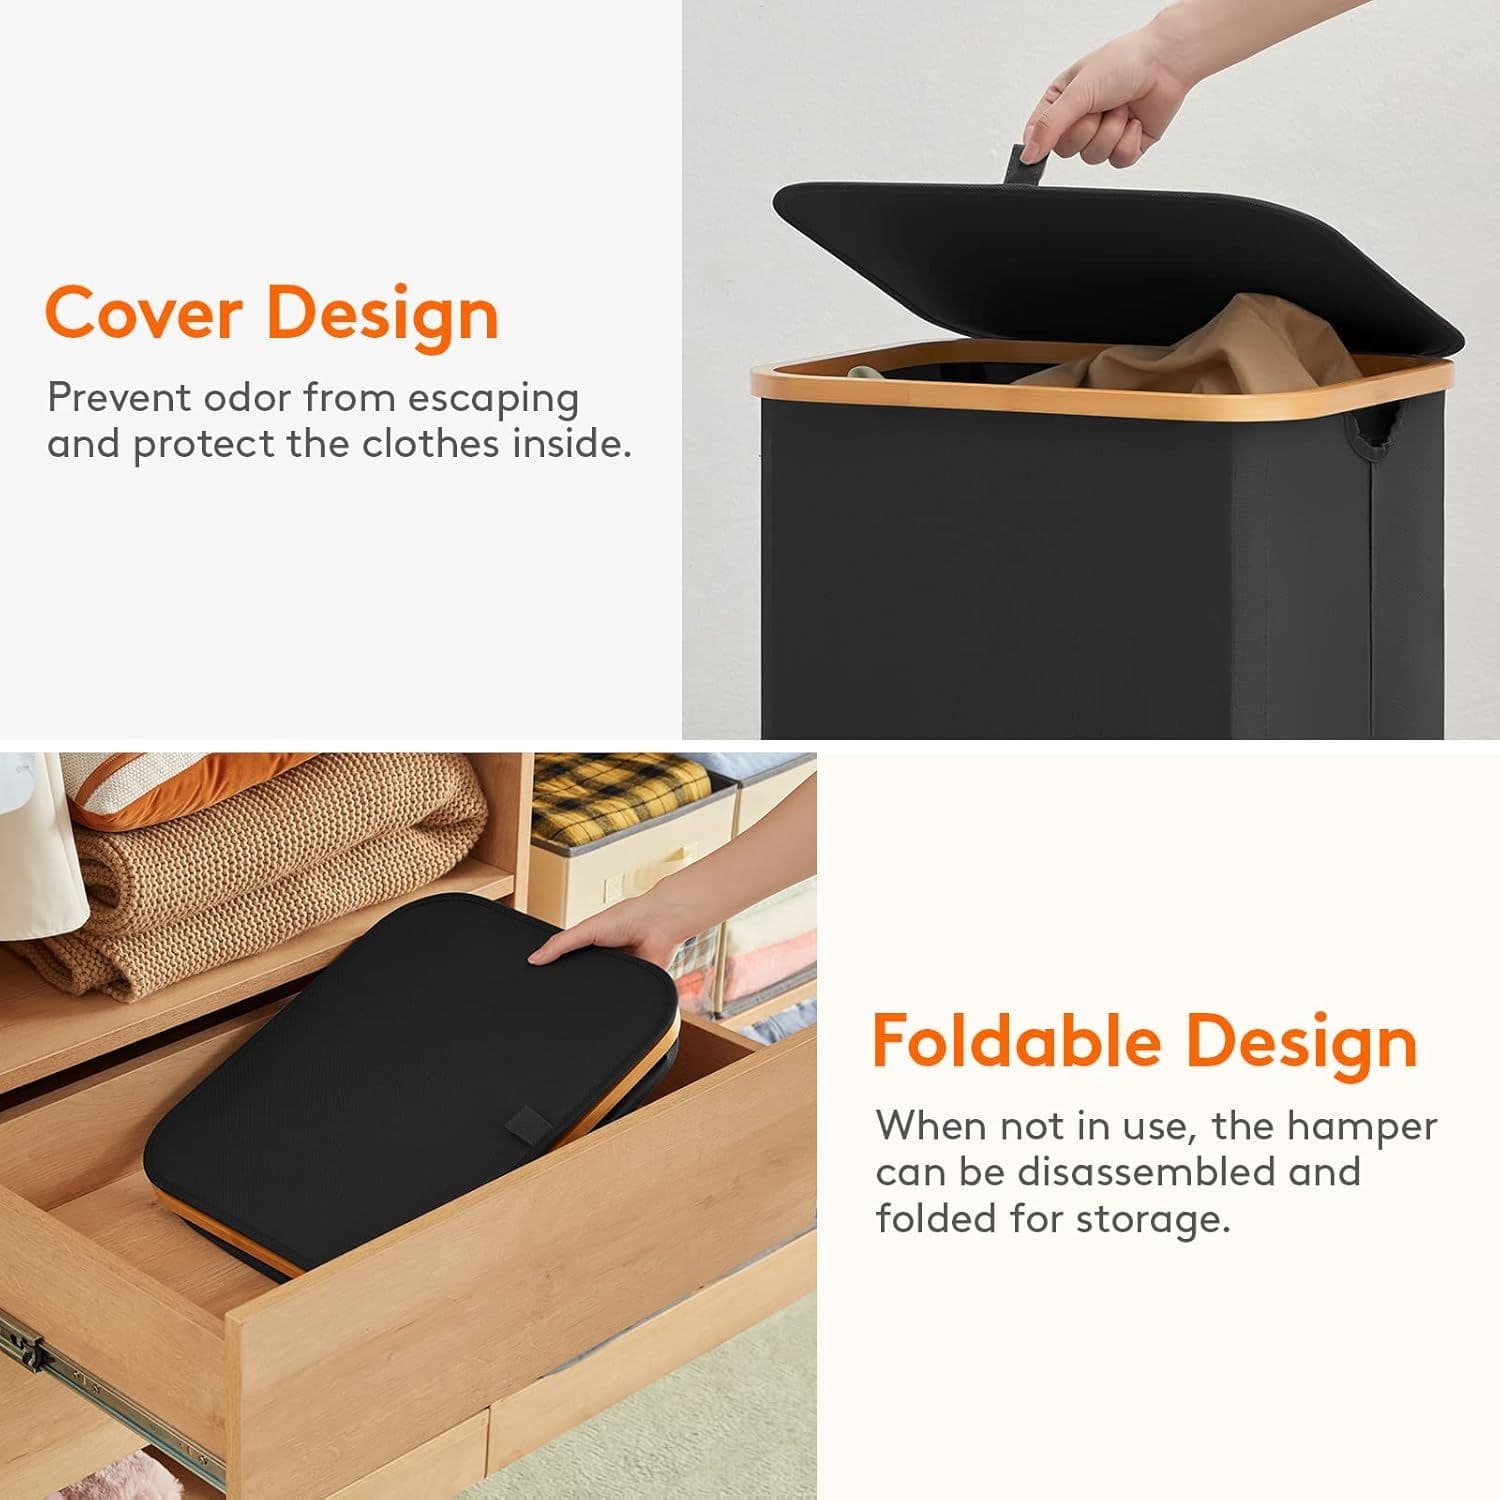 Cover Design
Prevent odor from escaping
and protect the clothes inside.
Foldable Design
When not in use, the hamper
can be disassembled and
folded for storage.